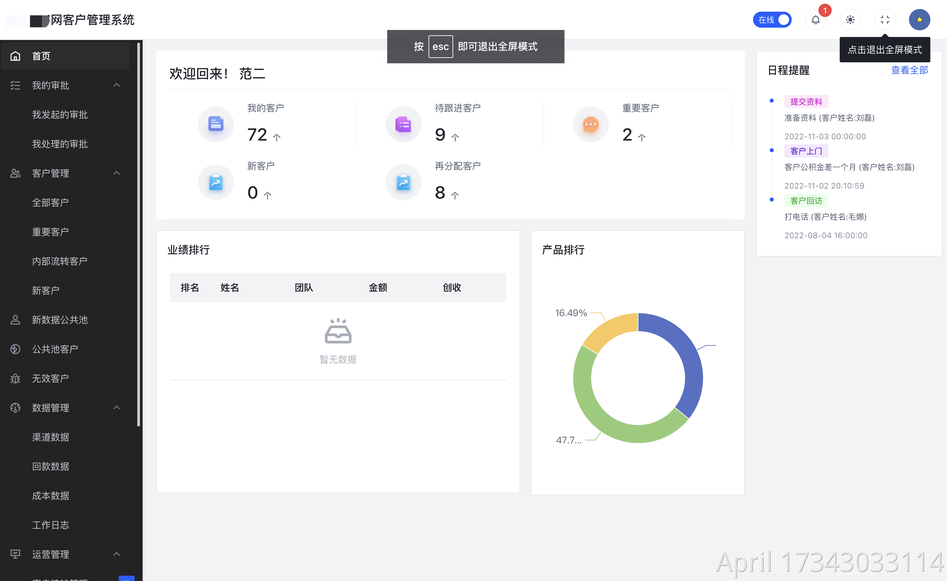 网客户管理系统
在线
1
按 esc 即可退出全屏模式
点击退出全屏模式
首页
我的审批
我发起的审批
我处理的审批
客户管理
全部客户
重要客户
内部流转客户
新客户
新数据公共池
公共池客户
无效客户
数据管理
渠道数据
回款数据
成本数据
工作日志
运营管理
欢迎回来! 范二
我的客户
72 个
待跟进客户
9 个
重要客户
2 个
新客户
0 个
再分配客户
8 个
业绩排行
排名 姓名 团队 金额 创收
暂无数据
产品排行
16.49%
47.7...
日程提醒 查看全部
提交资料
准备资料 (客户姓名:刘磊)
2022-11-03 00:00:00
客户上门
客户公积金差一个月 (客户姓名:刘磊)
2022-11-02 20:10:59
客户回访
打电话 (客户姓名:毛娜)
2022-08-04 16:00:00
April 17343033114